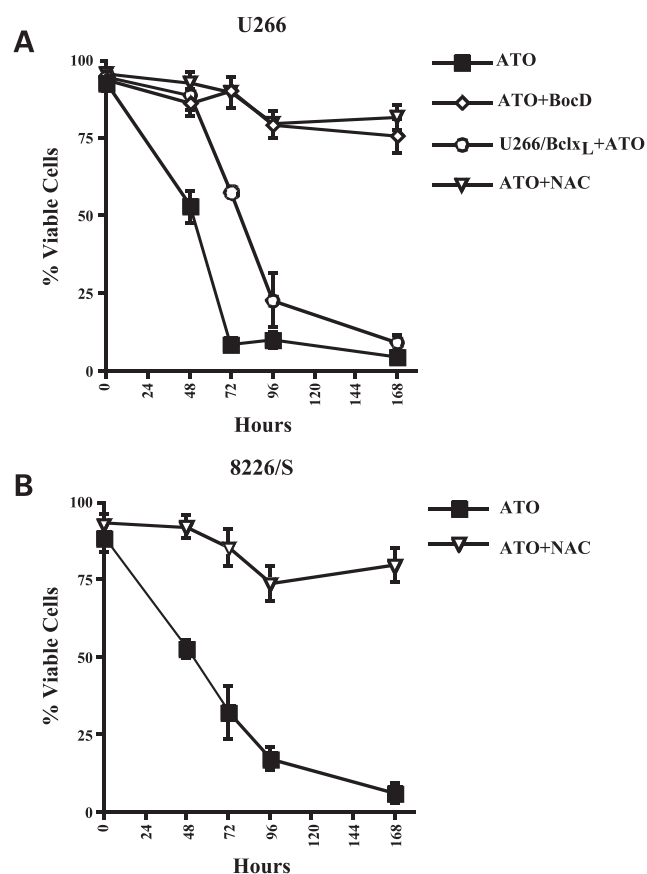 A
U266
% Viable Cells
100
75
50
25
0
0 24 48 72 96 120 144 168
Hours
ATO
ATO+BocD
U266/BclxL+ATO
ATO+NAC
B
8226/S
% Viable Cells
100
75
50
25
0
0 24 48 72 96 120 144 168
Hours
ATO
ATO+NAC